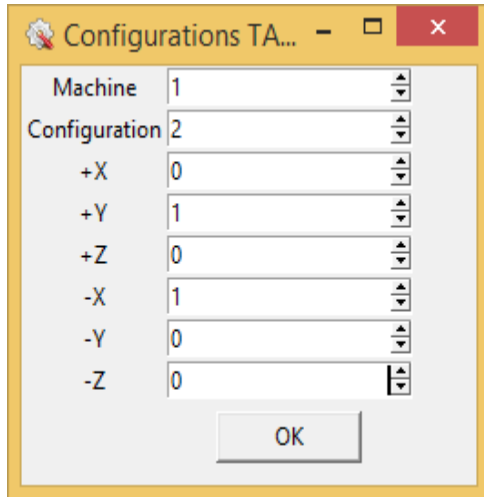 Configurations TA...
Machine 1
Configuration 2
+X 0
+Y 1
+Z 0
-X 1
-Y 0
-Z 0
OK